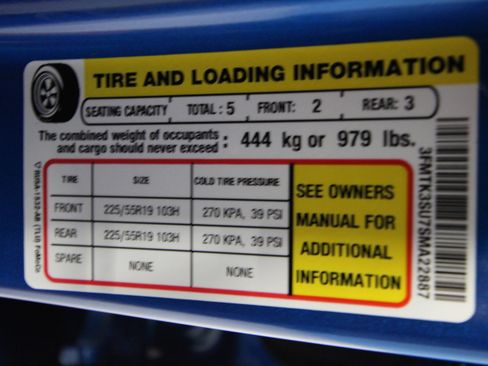 TIRE AND LOADING INFORMATION
SEATING CAPACITY TOTAL: 5 FRONT: 2 REAR: 3
The combined weight of occupants and cargo should never exceed : 444 kg or 979 lbs.
TIRE SIZE COLD TIRE PRESSURE
FRONT 225/55R19 103H 270 KPA, 39 PSI
REAR 225/55R19 103H 270 KPA, 39 PSI
SPARE NONE NONE
SEE OWNERS
MANUAL FOR
ADDITIONAL
INFORMATION
3FMTK3SU7SMA22887